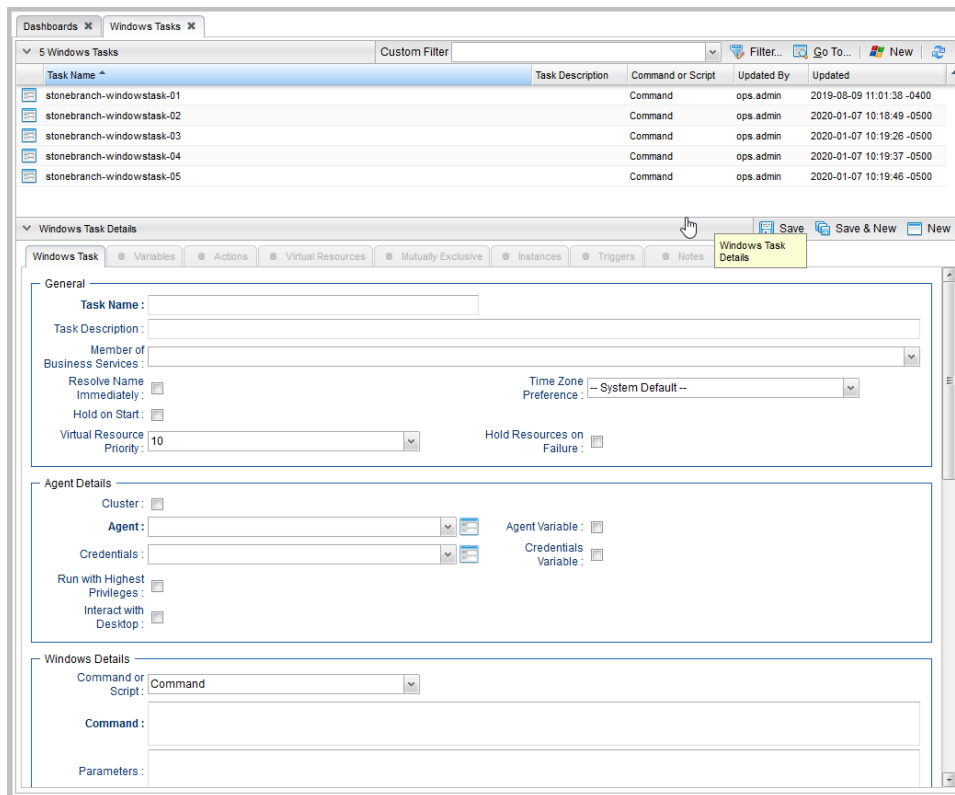 Dashboards Windows Tasks
5 Windows Tasks Custom Filter Filter... Go To... New
Task Name Task Description Command or Script Updated By Updated
stonebranch-windowstask-01 Command ops.admin 2019-08-09 11:01:38 -0400
stonebranch-windowstask-02 Command ops.admin 2020-01-07 10:18:49 -0500
stonebranch-windowstask-03 Command ops.admin 2020-01-07 10:19:26 -0500
stonebranch-windowstask-04 Command ops.admin 2020-01-07 10:19:37 -0500
stonebranch-windowstask-05 Command ops.admin 2020-01-07 10:19:46 -0500
Windows Task Details Save Save & New New
Windows Task
Details
Windows Task Variables Actions Virtual Resources Mutually Exclusive Instances Triggers Notes
General
Task Name :
Task Description :
Member of
Business Services :
Resolve Name
Immediately :
Time Zone
Preference :
-- System Default --
Hold on Start :
Virtual Resource
Priority :
10
Hold Resources on
Failure :
Agent Details
Cluster :
Agent : Agent Variable :
Credentials :
Credentials
Variable :
Run with Highest
Privileges :
Interact with
Desktop :
Windows Details
Command or
Script :
Command
Command :
Parameters :